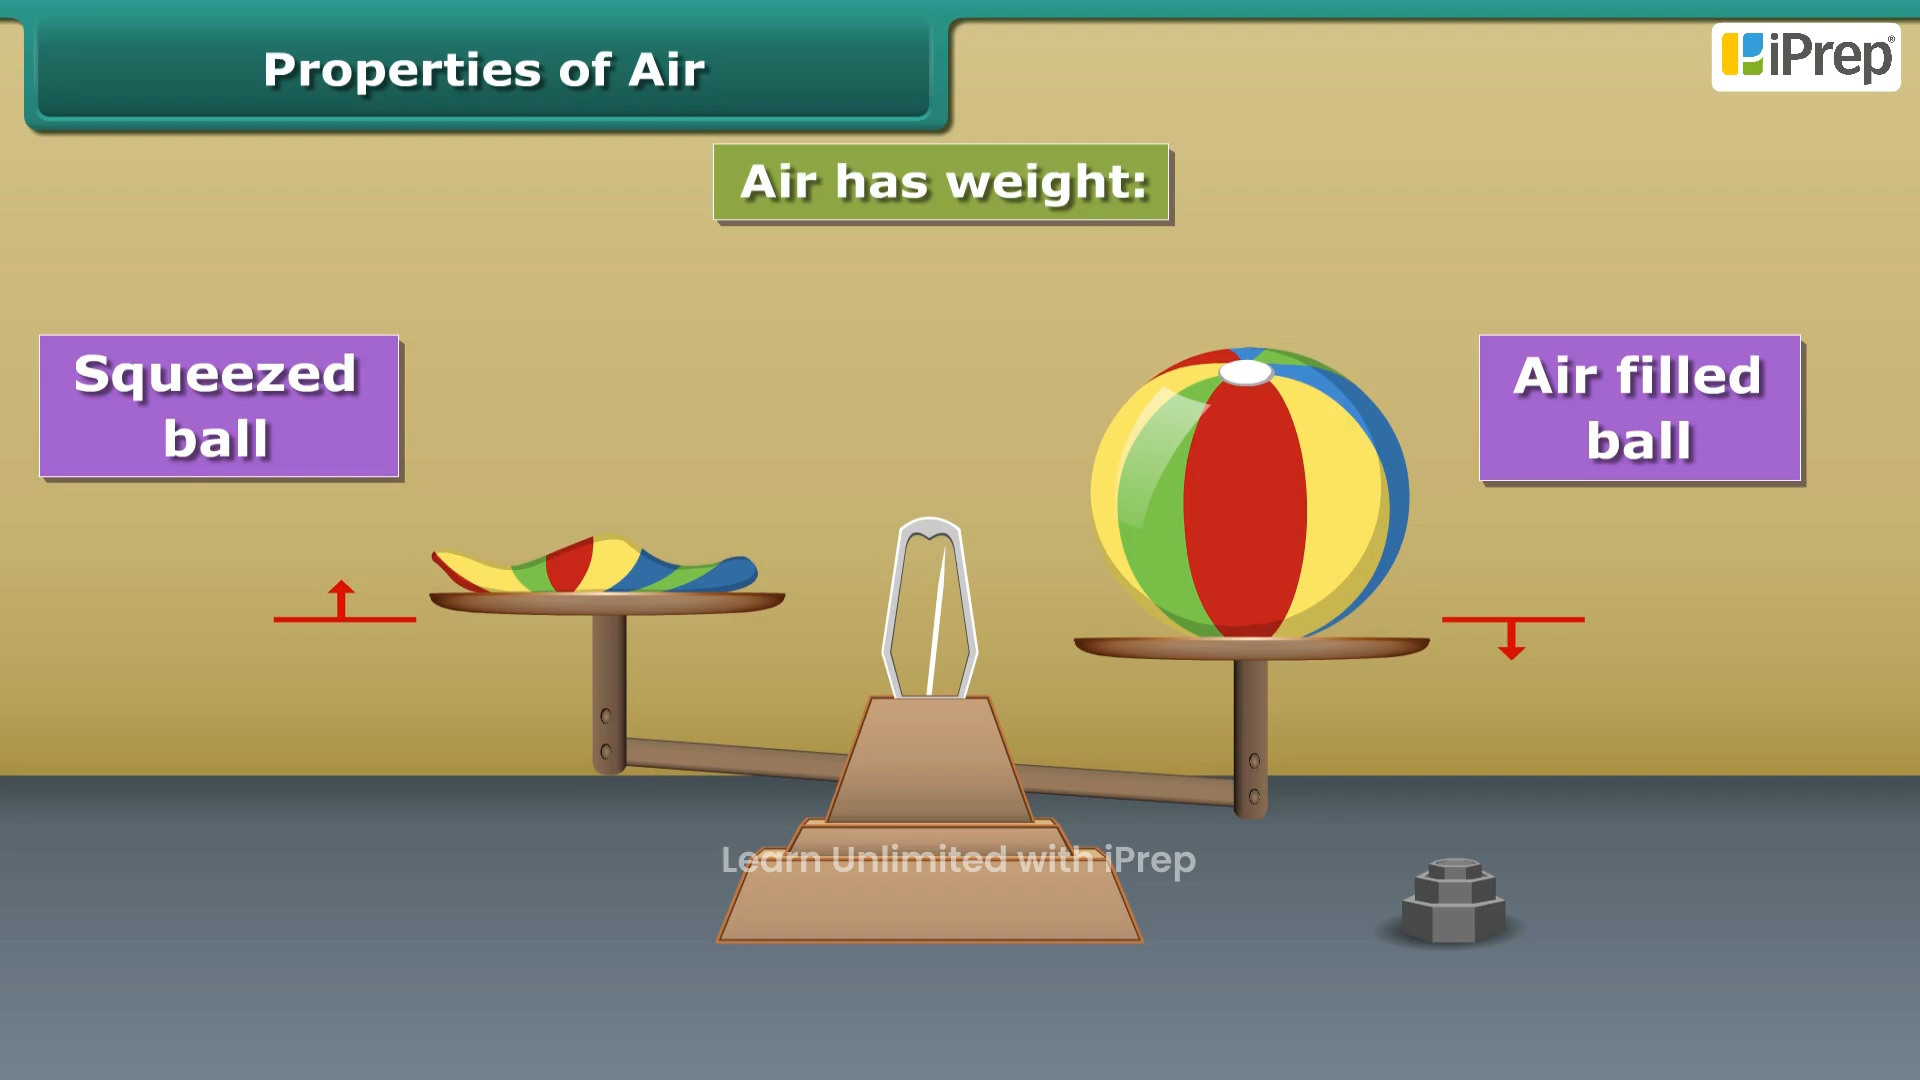 Properties of Air
iPrep®
Air has weight:
Squeezed
ball
Air filled
ball
Learn Unlimited with iPrep